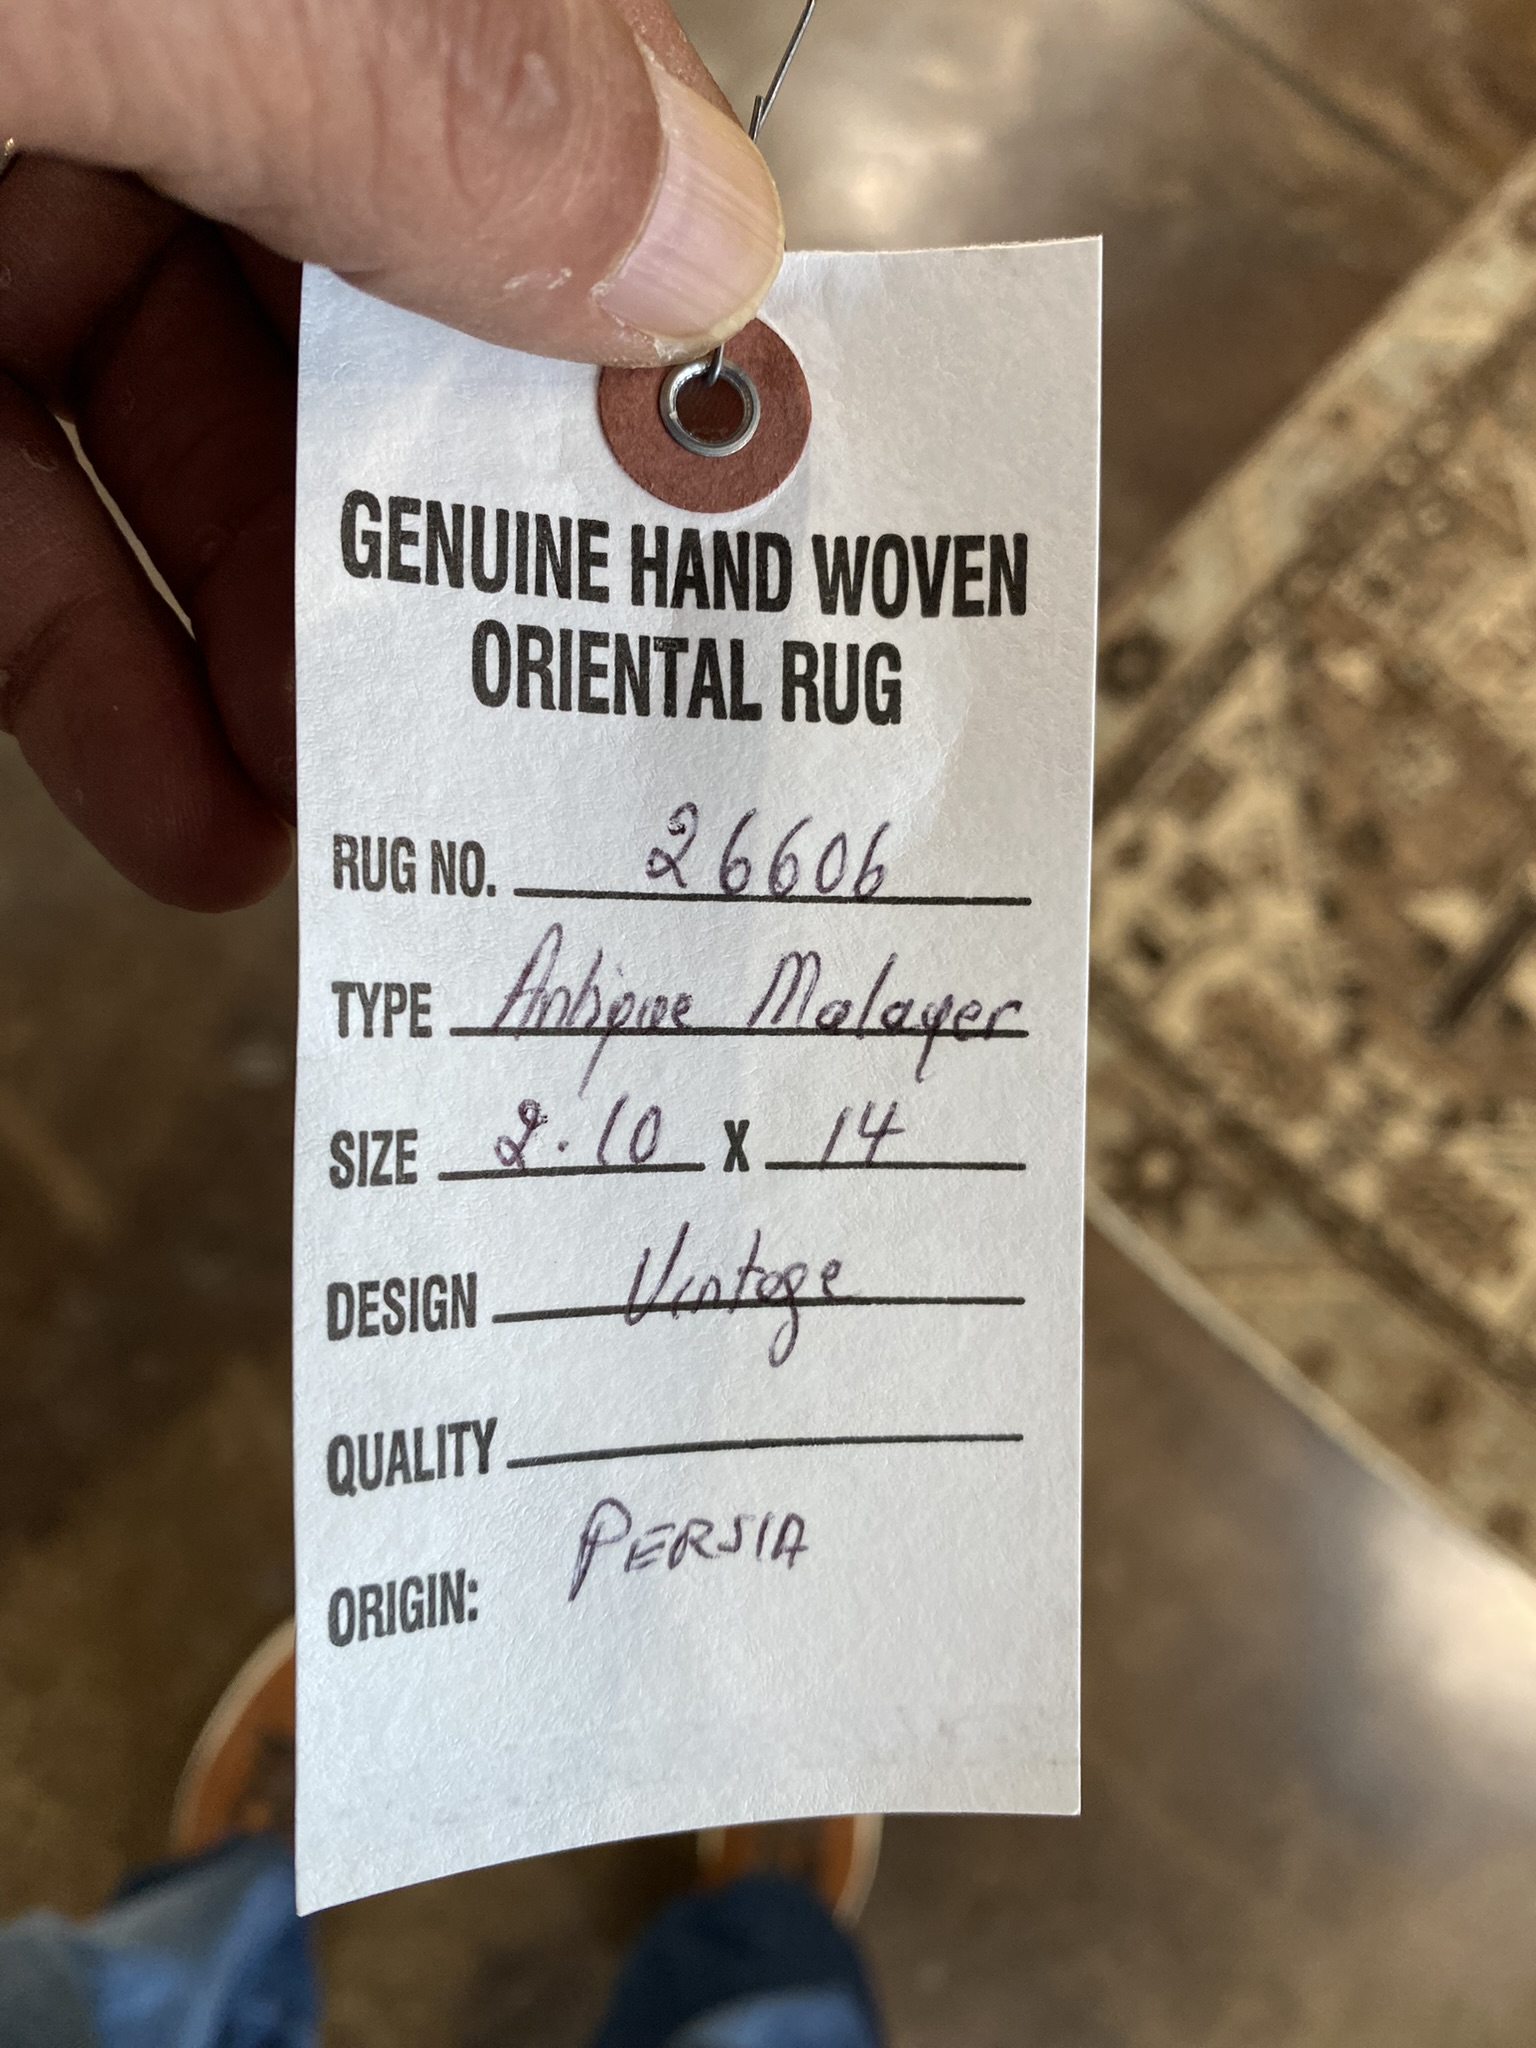 GENUINE HAND WOVEN
ORIENTAL RUG
RUG NO. 26606
TYPE Antique Malayer
SIZE 2.10 X 14
DESIGN Vintage
QUALITY
ORIGIN: PERSIA